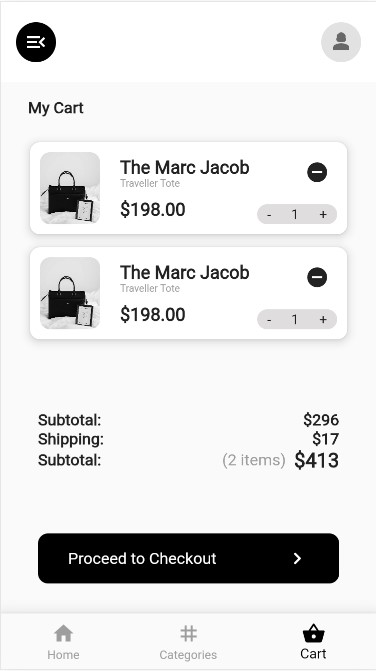 My Cart
The Marc Jacob
Traveller Tote
$198.00
- 1 +
The Marc Jacob
Traveller Tote
$198.00
- 1 +
Subtotal: $296
Shipping: $17
Subtotal: (2 items) $413
Proceed to Checkout
Home Categories Cart